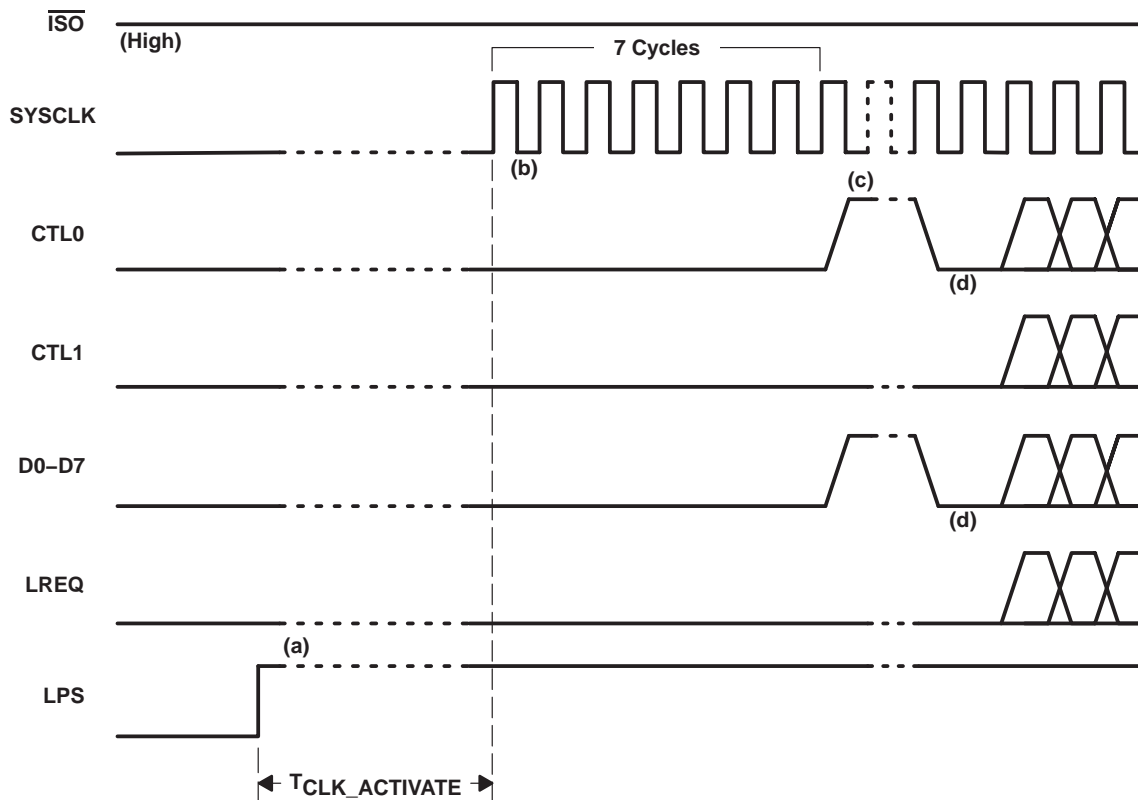 ISO
(High)
7 Cycles
SYSCLK
(b)
(c)
CTL0
(d)
CTL1
D0–D7
(d)
LREQ
(a)
LPS
TCLK_ACTIVATE